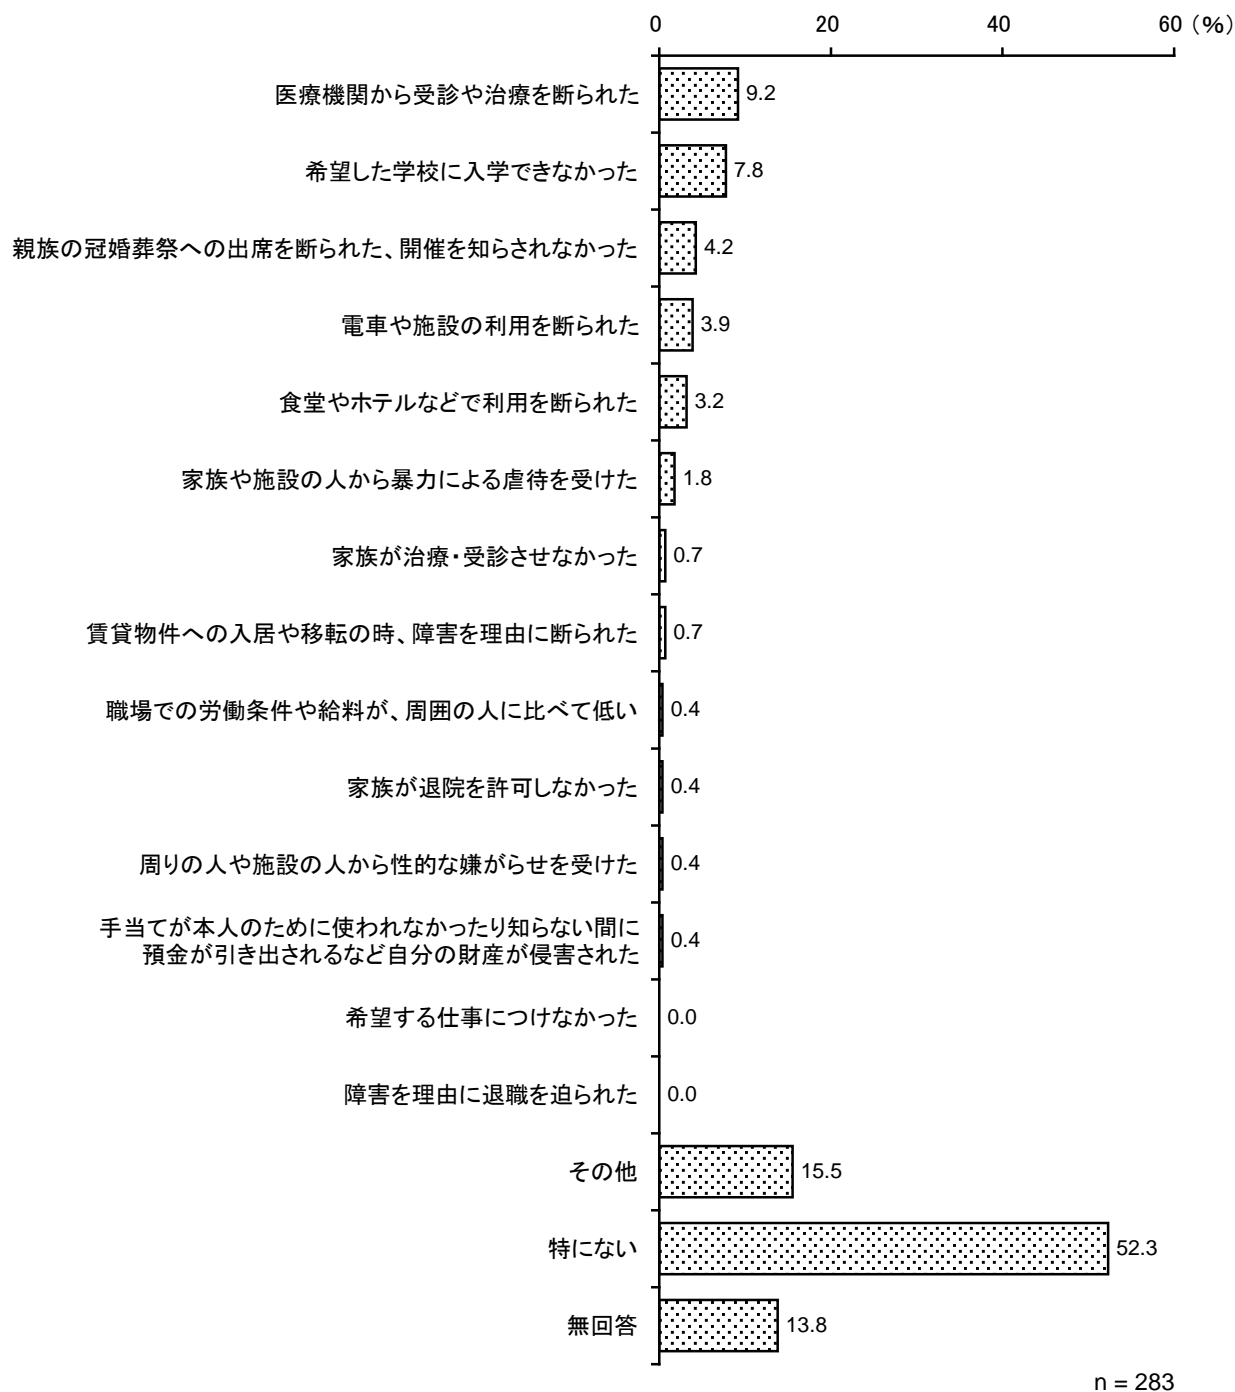 0 20 40 60 (%)
医療機関から受診や治療を断られた 9.2
希望した学校に入学できなかった 7.8
親族の冠婚葬祭への出席を断られた、開催を知らされなかった 4.2
電車や施設の利用を断られた 3.9
食堂やホテルなどで利用を断られた 3.2
家族や施設の人から暴力による虐待を受けた 1.8
家族が治療・受診させなかった 0.7
賃貸物件への入居や移転の時、障害を理由に断られた 0.7
職場での労働条件や給料が、周囲の人に比べて低い 0.4
家族が退院を許可しなかった 0.4
周りの人や施設の人から性的な嫌がらせを受けた 0.4
手当てが本人のために使われなかったり知らない間に
預金が引き出されるなど自分の財産が侵害された 0.4
希望する仕事につけなかった 0.0
障害を理由に退職を迫られた 0.0
その他 15.5
特にない 52.3
無回答 13.8
n = 283